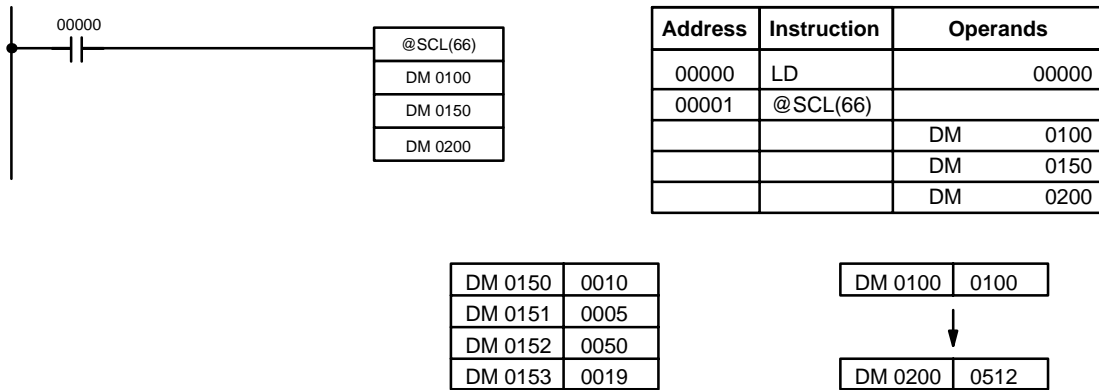 00000
@SCL(66)
DM 0100
DM 0150
DM 0200
Address Instruction Operands
00000 LD 00000
00001 @SCL(66)
DM 0100
DM 0150
DM 0200
DM 0150 0010
DM 0151 0005
DM 0152 0050
DM 0153 0019
DM 0100 0100
DM 0200 0512